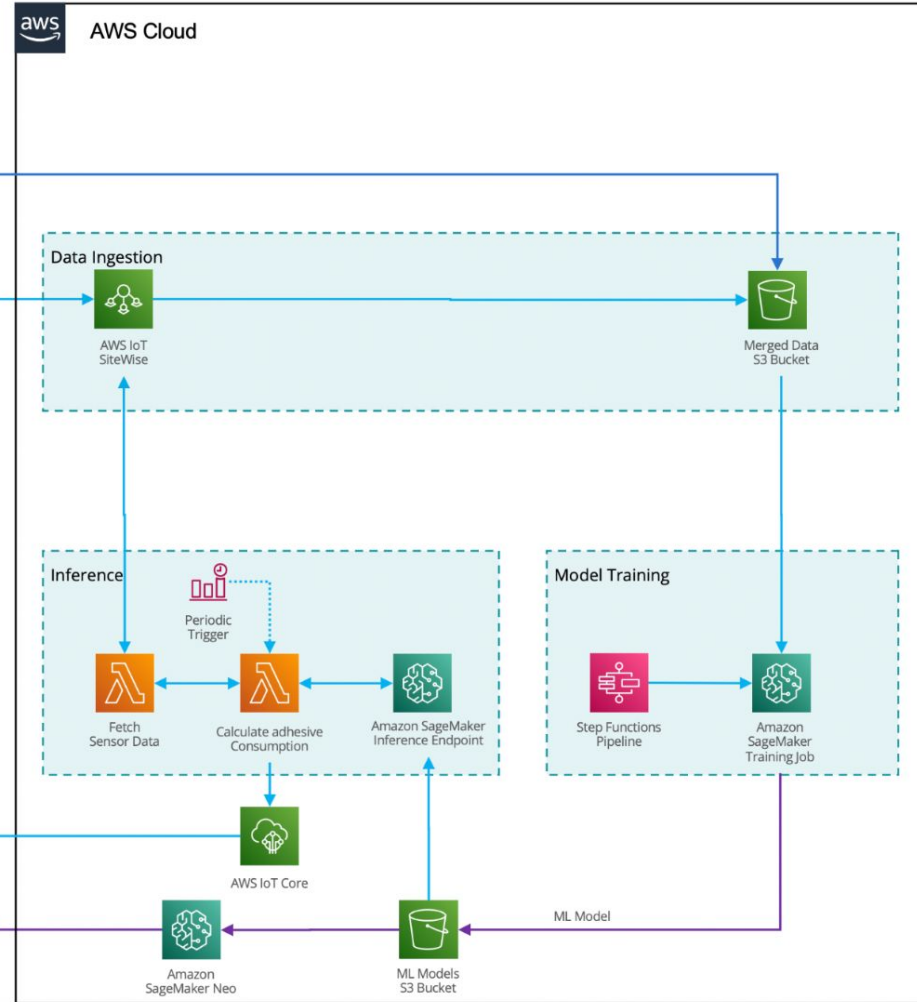 aws
AWS Cloud
Data Ingestion
AWS IoT
SiteWise
Merged Data
S3 Bucket
Inference
Periodic
Trigger
Fetch
Sensor Data
Calculate adhesive
Consumption
Amazon SageMaker
Inference Endpoint
Model Training
Step Functions
Pipeline
Amazon
SageMaker
Training Job
AWS IoT Core
ML Model
Amazon
SageMaker Neo
ML Models
S3 Bucket